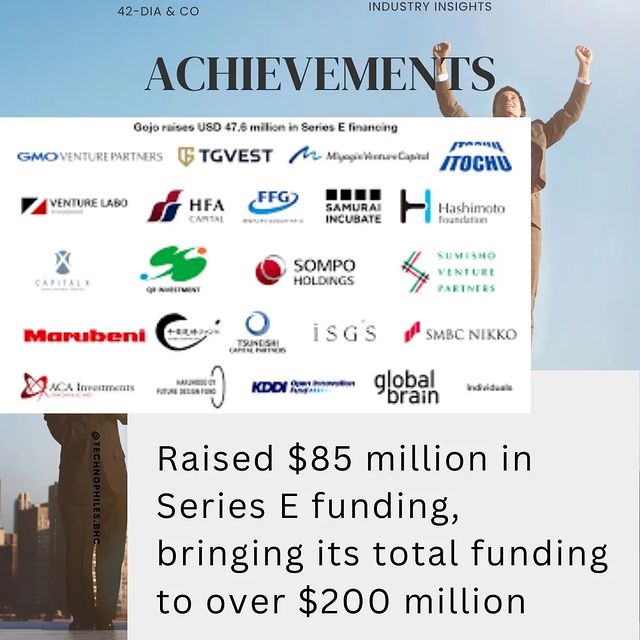 42-DIA & CO
INDUSTRY INSIGHTS
ACHIEVEMENTS
Gojo raises USD 47.6 million in Series E financing
GMO VENTURE PARTNERS
TGVEST
Miyagin Venture Capital
ITOCHU
VENTURE LABO
HFA
CAPITAL
FFG
SAMURAI
INCUBATE
Hashimoto
Foundation
CAPITAL X
QR INVESTMENT
SOMPO
HOLDINGS
SUMISHO
VENTURE
PARTNERS
Marubeni
TSUNEISHI
CAPITAL PARTNERS
iSGS
SMBC NIKKO
ACA Investments
HAKUHODO DY
FUTURE DESIGN FUND
KDDI Open Innovation
Fund
global
brain
Individuals
@TECHNOPHILES.BHC
Raised $85 million in
Series E funding,
bringing its total funding
to over $200 million